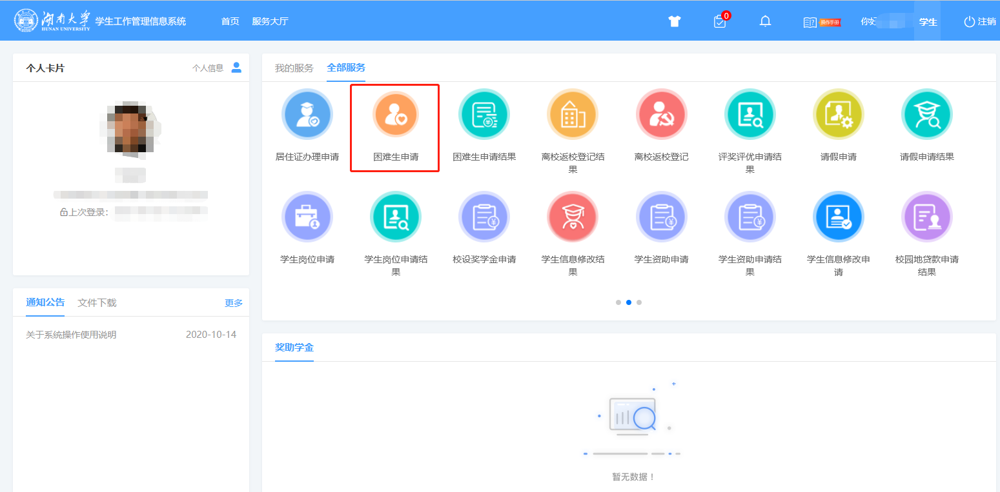 湖南大学
HUNAN UNIVERSITY
学生工作管理信息系统
首页
服务大厅
0
操作手册
你好
学生
注销
个人卡片
个人信息
上次登录:
通知公告
文件下载
更多
关于系统操作使用说明
2020-10-14
我的服务
全部服务
居住证办理申请
困难生申请
困难生申请结果
离校返校登记结
果
离校返校登记
评奖评优申请结
果
请假申请
请假申请结果
学生岗位申请
学生岗位申请结
果
校设奖学金申请
学生信息修改结
果
学生资助申请
学生资助申请结
果
学生信息修改申
请
校园地贷款申请
结果
奖助学金
暂无数据！